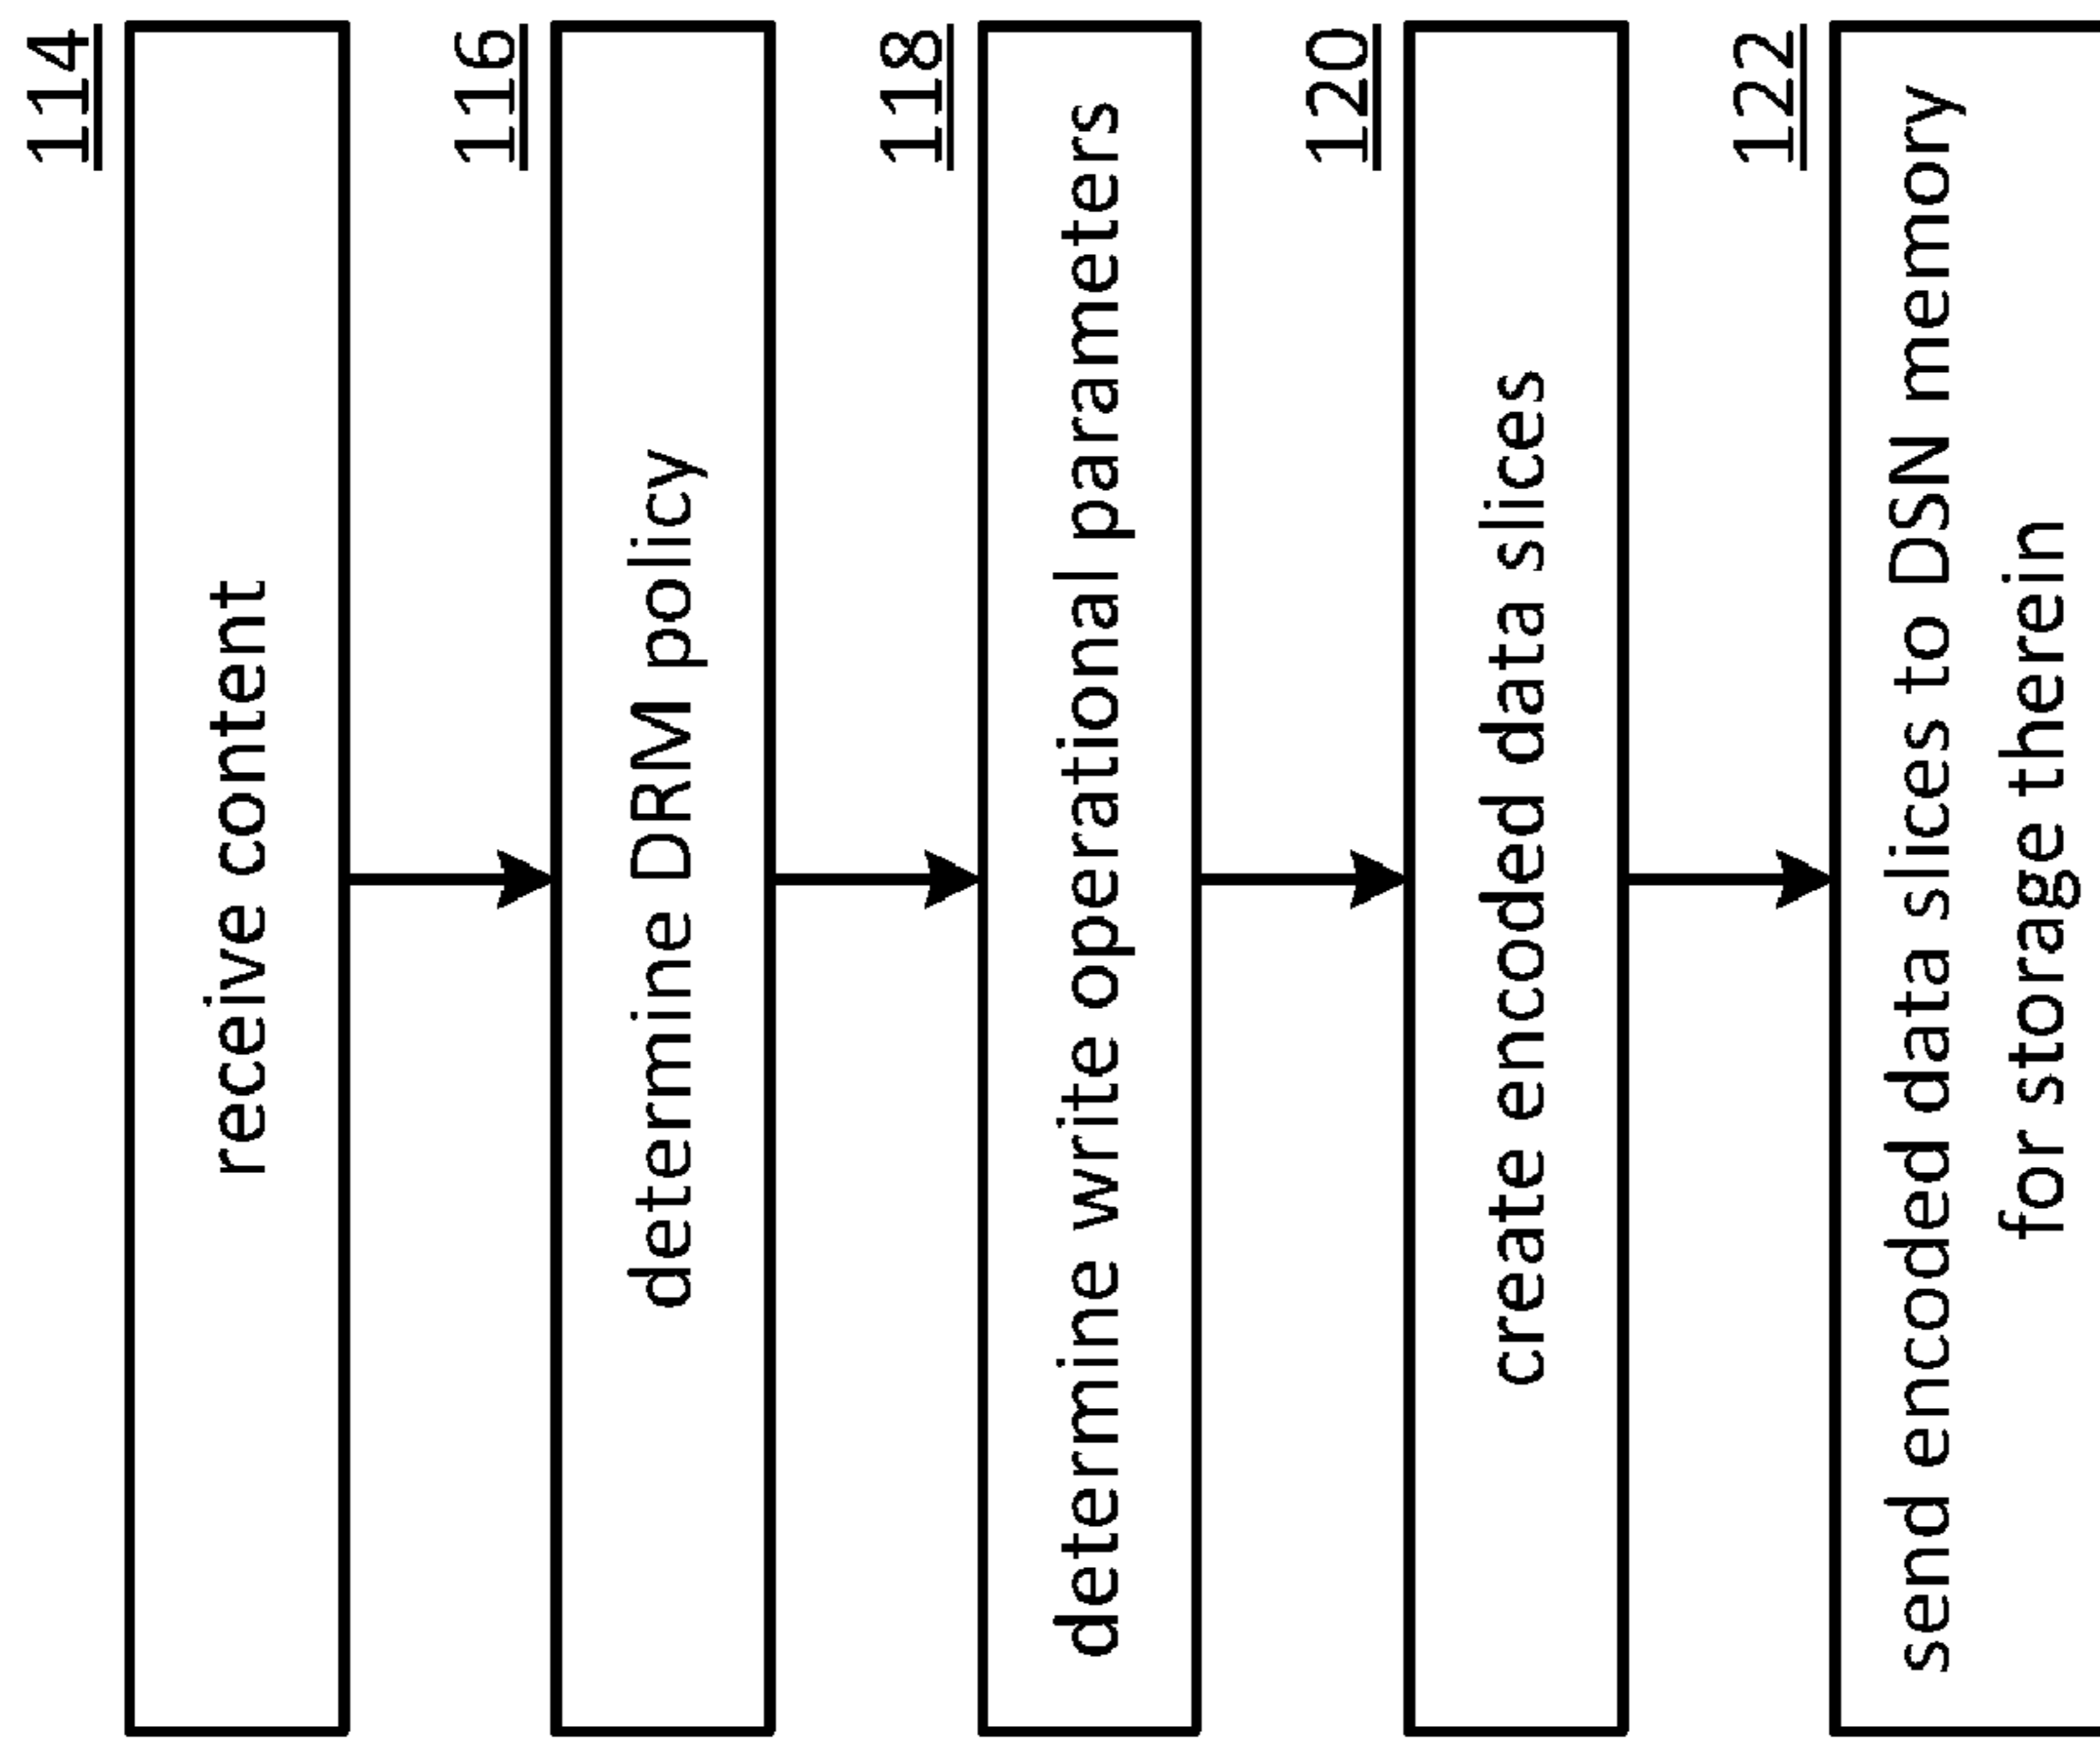 114
receive content
116
determine DRM policy
118
determine write operational parameters
120
create encoded data slices
122
send encoded data slices to DSN memory
for storage therein